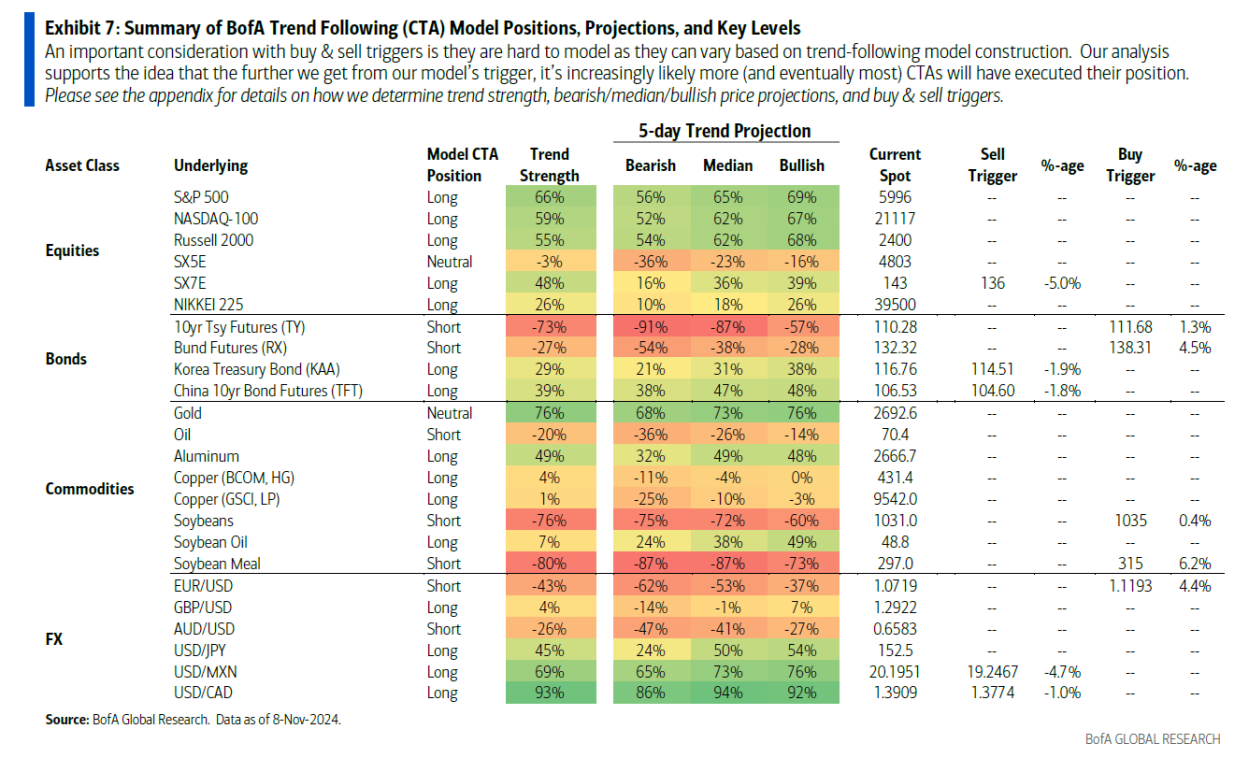 Exhibit 7: Summary of BofA Trend Following (CTA) Model Positions, Projections, and Key Levels
An important consideration with buy & sell triggers is they are hard to model as they can vary based on trend-following model construction. Our analysis
supports the idea that the further we get from our model's trigger, it's increasingly likely more (and eventually most) CTAs will have executed their position.
Please see the appendix for details on how we determine trend strength, bearish/median/bullish price projections, and buy & sell triggers.
5-day Trend Projection
Asset Class Underlying Model CTA Position Trend Strength Bearish Median Bullish Current Spot Sell Trigger %-age Buy Trigger %-age
Equities
S&P 500 Long 66% 56% 65% 69% 5996 -- -- -- --
NASDAQ-100 Long 59% 52% 62% 67% 21117 -- -- -- --
Russell 2000 Long 55% 54% 62% 68% 2400 -- -- -- --
SX5E Neutral -3% -36% -23% -16% 4803 -- -- -- --
SX7E Long 48% 16% 36% 39% 143 136 -5.0% -- --
NIKKEI 225 Long 26% 10% 18% 26% 39500 -- -- -- --
Bonds
10yr Tsy Futures (TY) Short -73% -91% -87% -57% 110.28 -- -- 111.68 1.3%
Bund Futures (RX) Short -27% -54% -38% -28% 132.32 -- -- 138.31 4.5%
Korea Treasury Bond (KAA) Long 29% 21% 31% 38% 116.76 114.51 -1.9% -- --
China 10yr Bond Futures (TFT) Long 39% 38% 47% 48% 106.53 104.60 -1.8% -- --
Commodities
Gold Neutral 76% 68% 73% 76% 2692.6 -- -- -- --
Oil Short -20% -36% -26% -14% 70.4 -- -- -- --
Aluminum Long 49% 32% 49% 48% 2666.7 -- -- -- --
Copper (BCOM, HG) Long 4% -11% -4% 0% 431.4 -- -- -- --
Copper (GSCI, LP) Long 1% -25% -10% -3% 9542.0 -- -- -- --
Soybeans Short -76% -75% -72% -60% 1031.0 -- -- 1035 0.4%
Soybean Oil Long 7% 24% 38% 49% 48.8 -- -- -- --
Soybean Meal Short -80% -87% -87% -73% 297.0 -- -- 315 6.2%
FX
EUR/USD Short -43% -62% -53% -37% 1.0719 -- -- 1.1193 4.4%
GBP/USD Long 4% -14% -1% 7% 1.2922 -- -- -- --
AUD/USD Short -26% -47% -41% -27% 0.6583 -- -- -- --
USD/JPY Long 45% 24% 50% 54% 152.5 -- -- -- --
USD/MXN Long 69% 65% 73% 76% 20.1951 19.2467 -4.7% -- --
USD/CAD Long 93% 86% 94% 92% 1.3909 1.3774 -1.0% -- --
Source: BofA Global Research. Data as of 8-Nov-2024.
BofA GLOBAL RESEARCH